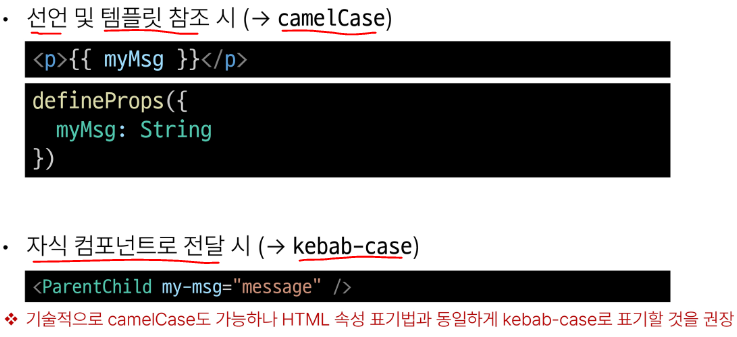 • 선언 및 템플릿 참조 시 (→ camelCase)
<p>{{ myMsg }}</p>
defineProps({
  myMsg: String
})
• 자식 컴포넌트로 전달 시 (→ kebab-case)
<ParentChild my-msg="message" />
❖ 기술적으로 camelCase도 가능하나 HTML 속성 표기법과 동일하게 kebab-case로 표기할 것을 권장